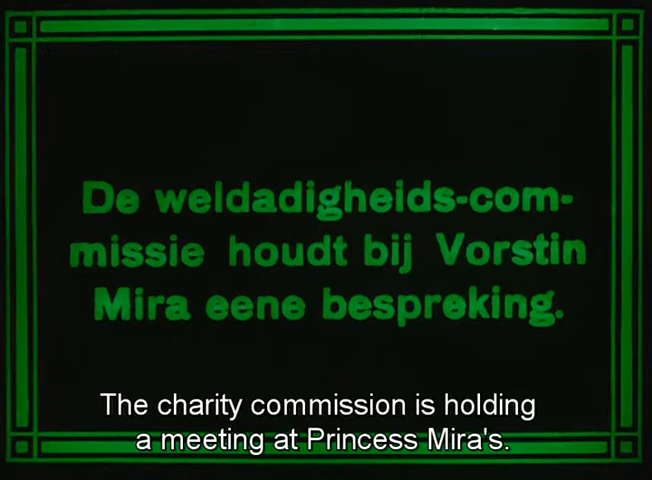 De weldadigheids-com-
missie houdt bij Vorstin
Mira eene bespreking.
The charity commission is holding
a meeting at Princess Mira's.